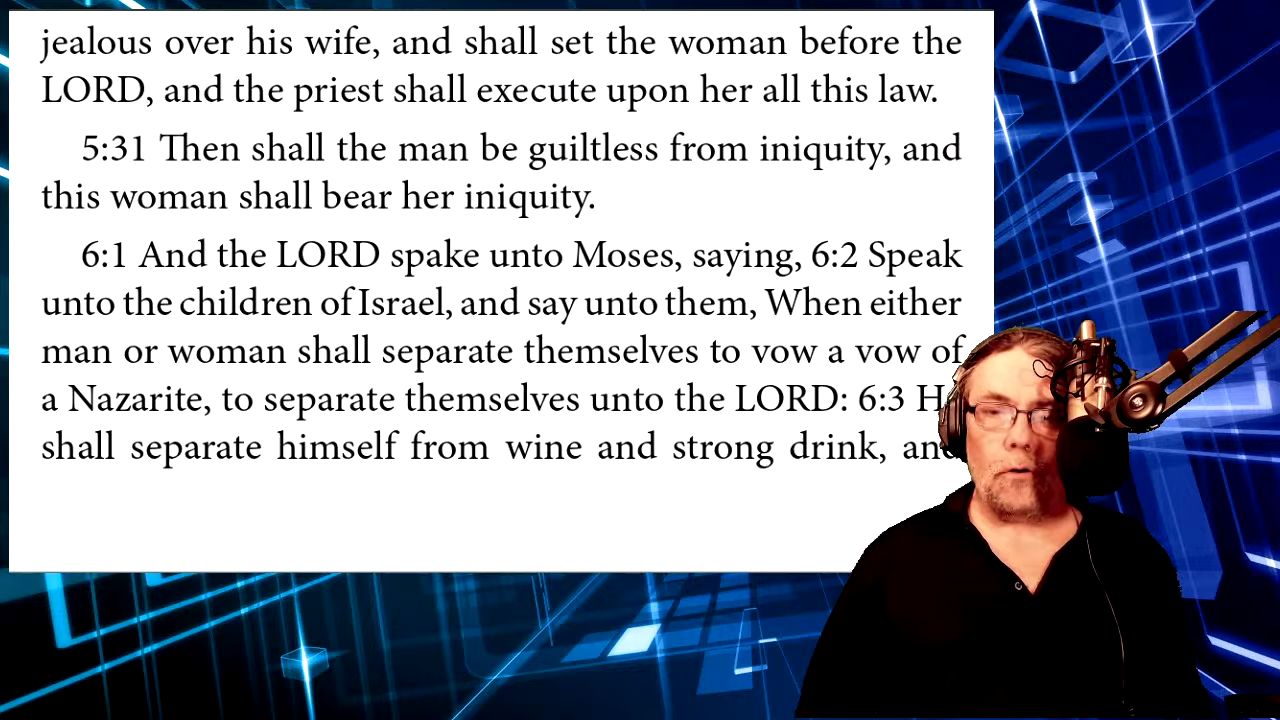 jealous over his wife, and shall set the woman before the
LORD, and the priest shall execute upon her all this law.
5:31 Then shall the man be guiltless from iniquity, and
this woman shall bear her iniquity.
6:1 And the LORD spake unto Moses, saying, 6:2 Speak
unto the children of Israel, and say unto them, When either
man or woman shall separate themselves to vow a vow of
a Nazarite, to separate themselves unto the LORD: 6:3 He
shall separate himself from wine and strong drink, and